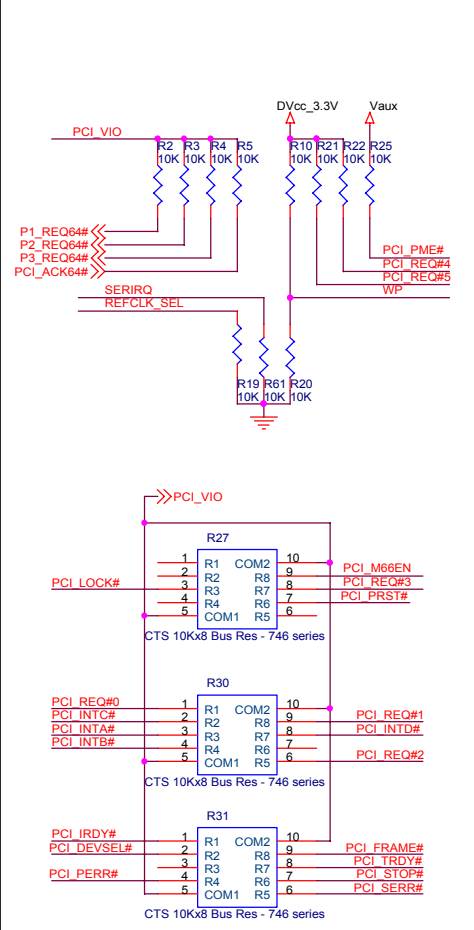 DVcc_3.3V Vaux
PCI_VIO R2 R3 R4 R5 R10 R21 R22 R25
10K 10K 10K 10K 10K 10K 10K 10K
P1_REQ64#
P2_REQ64#
P3_REQ64# PCI_PME#
PCI_ACK64# PCI_REQ#4
PCI_REQ#5
SERIRQ WP
REFCLK_SEL
R19 R61 R20
10K 10K 10K
PCI_VIO
R27
1 R1 COM2 10
2 R2 R8 9 PCI_M66EN
PCI_LOCK# 3 R3 R7 8 PCI_REQ#3
4 R4 R6 7 PCI_PRST#
5 COM1 R5 6
CTS 10Kx8 Bus Res - 746 series
R30
PCI_REQ#0 1 R1 COM2 10
PCI_INTC# 2 R2 R8 9 PCI_REQ#1
PCI_INTA# 3 R3 R7 8 PCI_INTD#
PCI_INTB# 4 R4 R6 7
5 COM1 R5 6 PCI_REQ#2
CTS 10Kx8 Bus Res - 746 series
R31
PCI_IRDY# 1 R1 COM2 10
PCI_DEVSEL# 2 R2 R8 9 PCI_FRAME#
3 R3 R7 8 PCI_TRDY#
PCI_PERR# 4 R4 R6 7 PCI_STOP#
5 COM1 R5 6 PCI_SERR#
CTS 10Kx8 Bus Res - 746 series